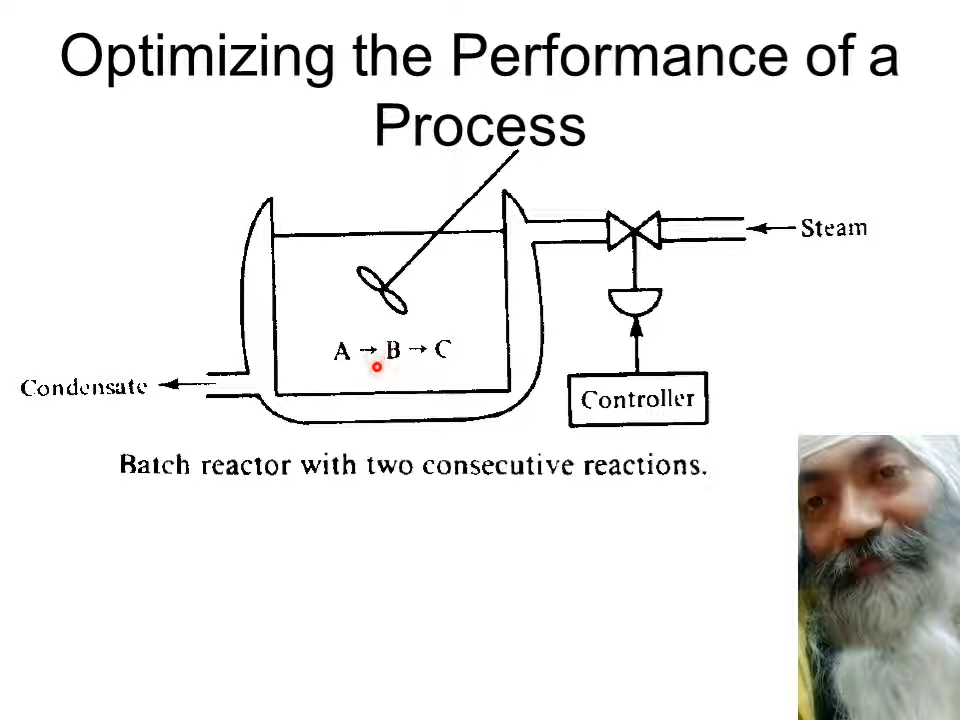 Optimizing the Performance of a
Process
Steam
A → B → C
Condensate
Controller
Batch reactor with two consecutive reactions.